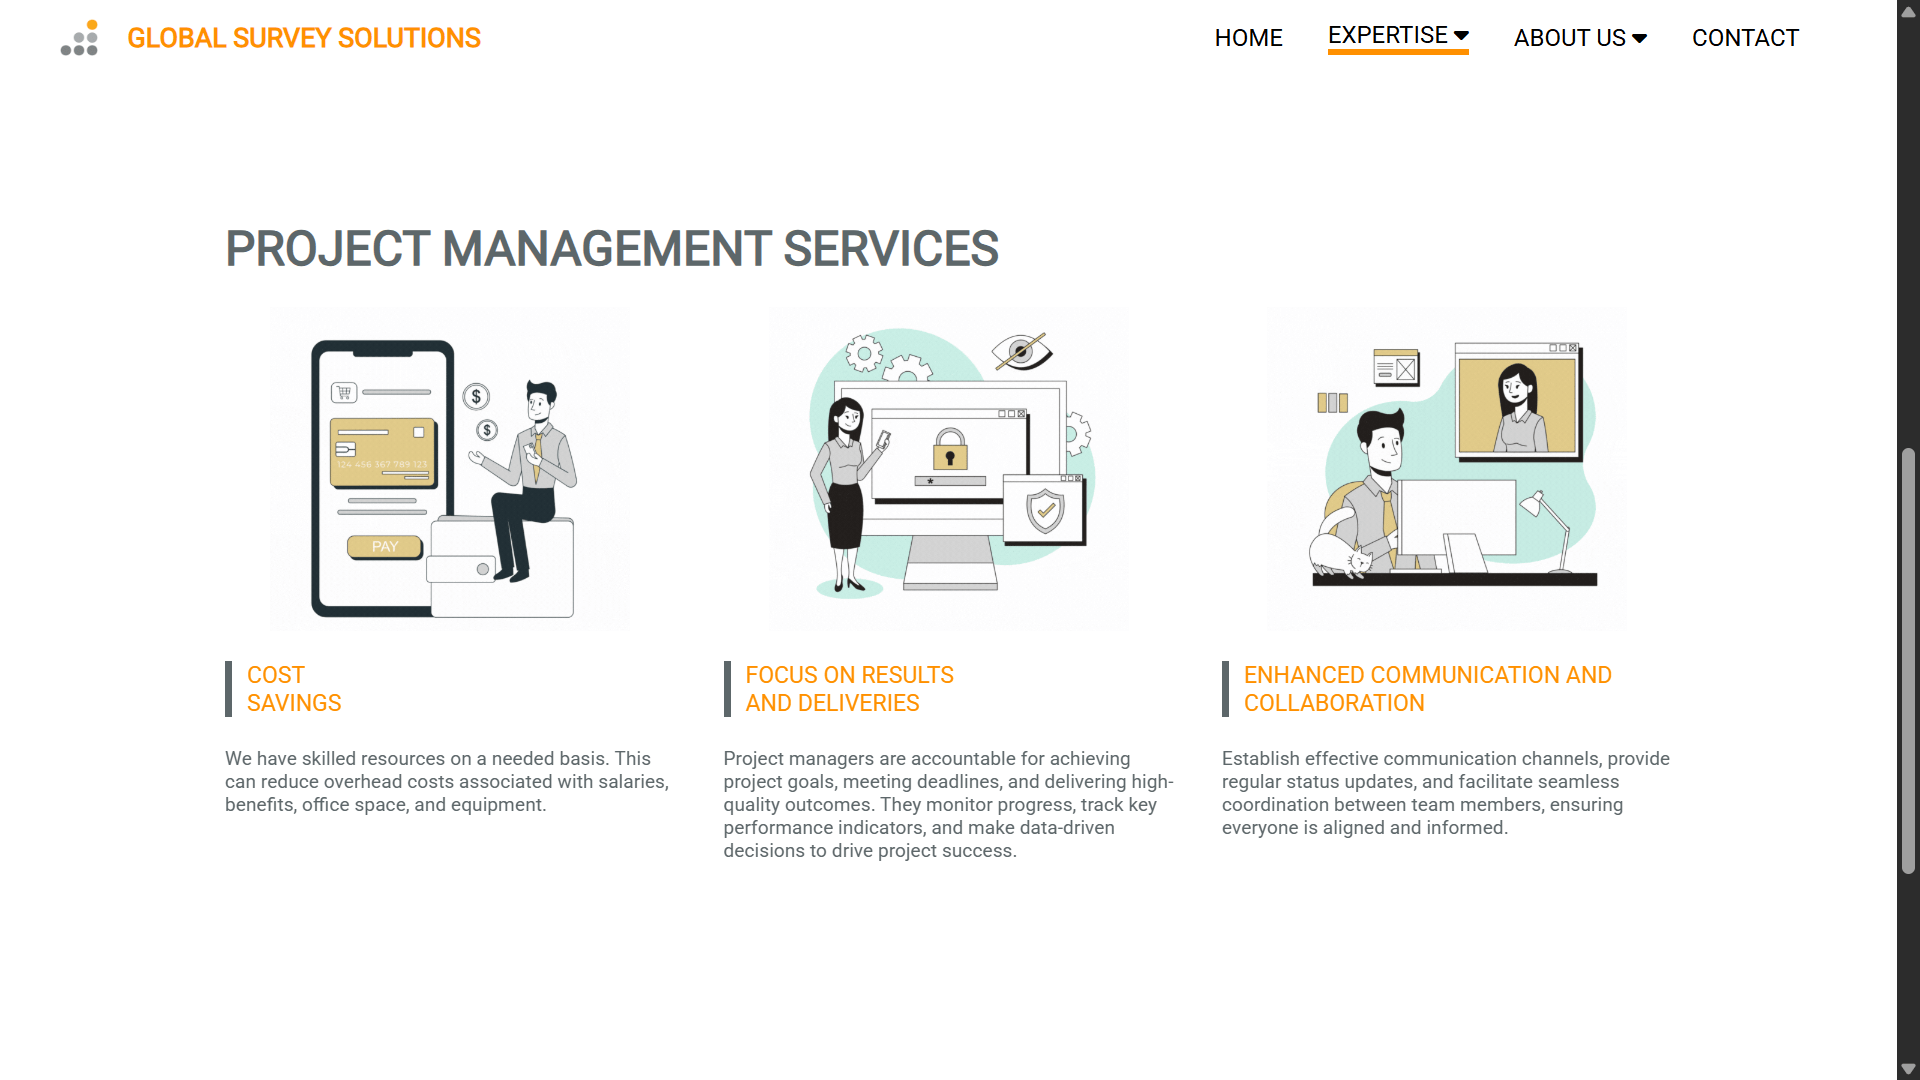 GLOBAL SURVEY SOLUTIONS
HOME
EXPERTISE
ABOUT US
CONTACT
PROJECT MANAGEMENT SERVICES
$
$
124 456 367 789 123
PAY
*
COST
SAVINGS
We have skilled resources on a needed basis. This
can reduce overhead costs associated with salaries,
benefits, office space, and equipment.
FOCUS ON RESULTS
AND DELIVERIES
Project managers are accountable for achieving
project goals, meeting deadlines, and delivering high-
quality outcomes. They monitor progress, track key
performance indicators, and make data-driven
decisions to drive project success.
ENHANCED COMMUNICATION AND
COLLABORATION
Establish effective communication channels, provide
regular status updates, and facilitate seamless
coordination between team members, ensuring
everyone is aligned and informed.